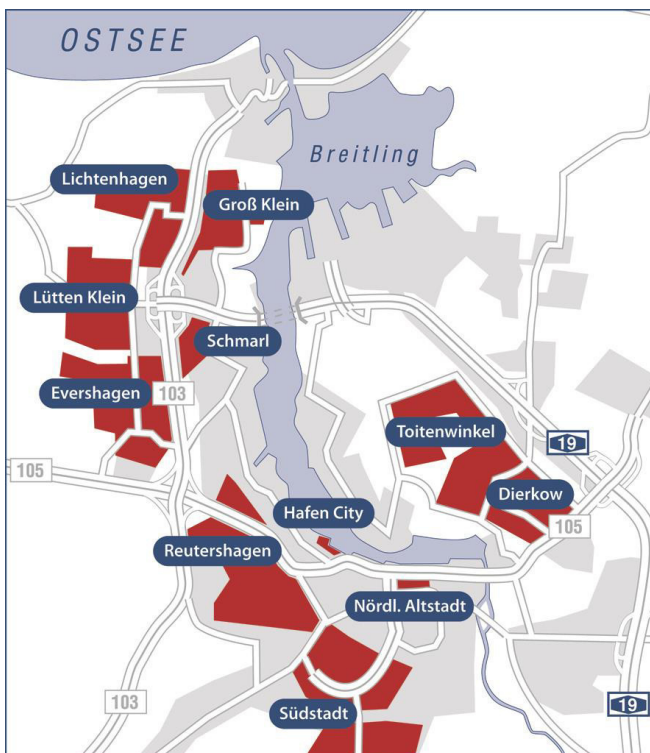 OSTSEE
Breitling
Lichtenhagen
Groß Klein
Lütten Klein
Schmarl
Evershagen
103
Toitenwinkel
19
105
Dierkow
Hafen City
105
Reutershagen
Nördl. Altstadt
103
Südstadt
19